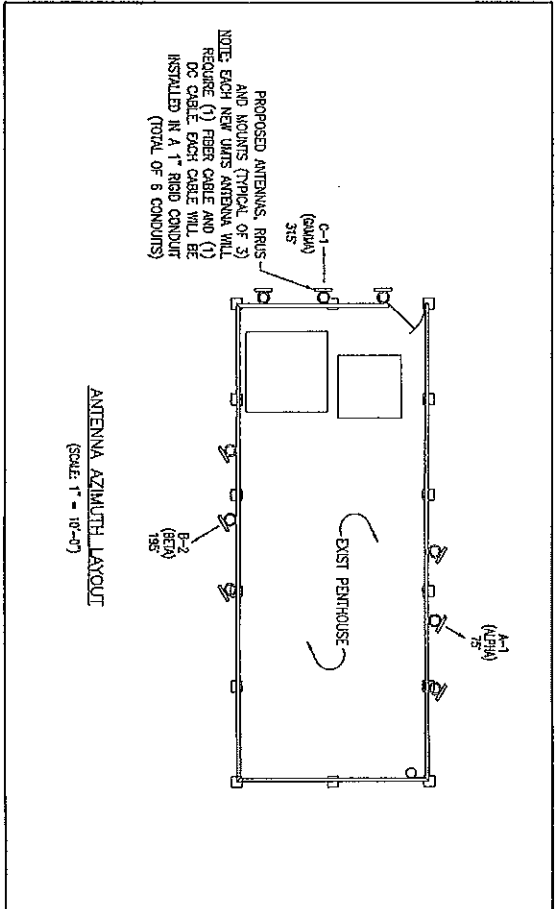 PROPOSED ANTENNAS, RRUS
AND MOUNTS (TYPICAL OF 3)
NOTE: EACH NEW UMTS ANTENNA WILL
REQUIRE (1) FIBER CABLE AND (1)
DC CABLE. EACH CABLE WILL BE
INSTALLED IN A 1" RIGID CONDUIT
(TOTAL OF 6 CONDUITS)
C-1
(GAMMA)
315°
A-1
(ALPHA)
75°
EXIST PENTHOUSE
B-2
(BETA)
195°
ANTENNA AZIMUTH LAYOUT
(SCALE: 1" = 10'-0")